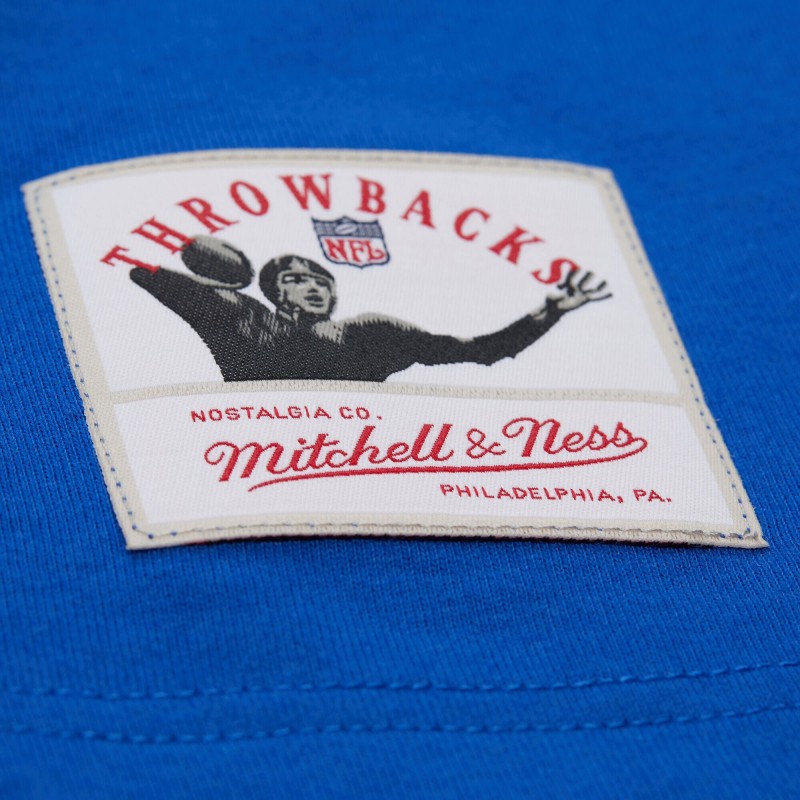 THROWBACKS
NFL
NOSTALGIA CO.
Mitchell & Ness
PHILADELPHIA, PA.